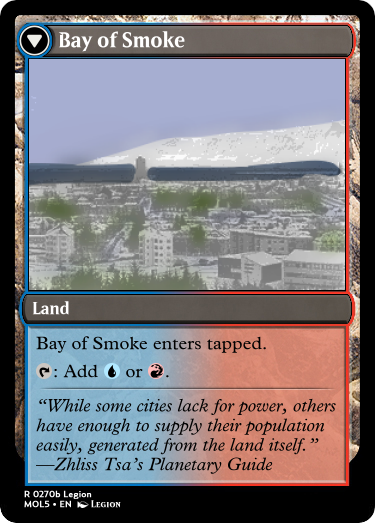 Bay of Smoke
Land
Bay of Smoke enters tapped.
: Add or .
“While some cities lack for power, others
have enough to supply their population
easily, generated from the land itself.”
—Zhliss Tsa's Planetary Guide
R 0270b Legion
MOL5 • EN Legion